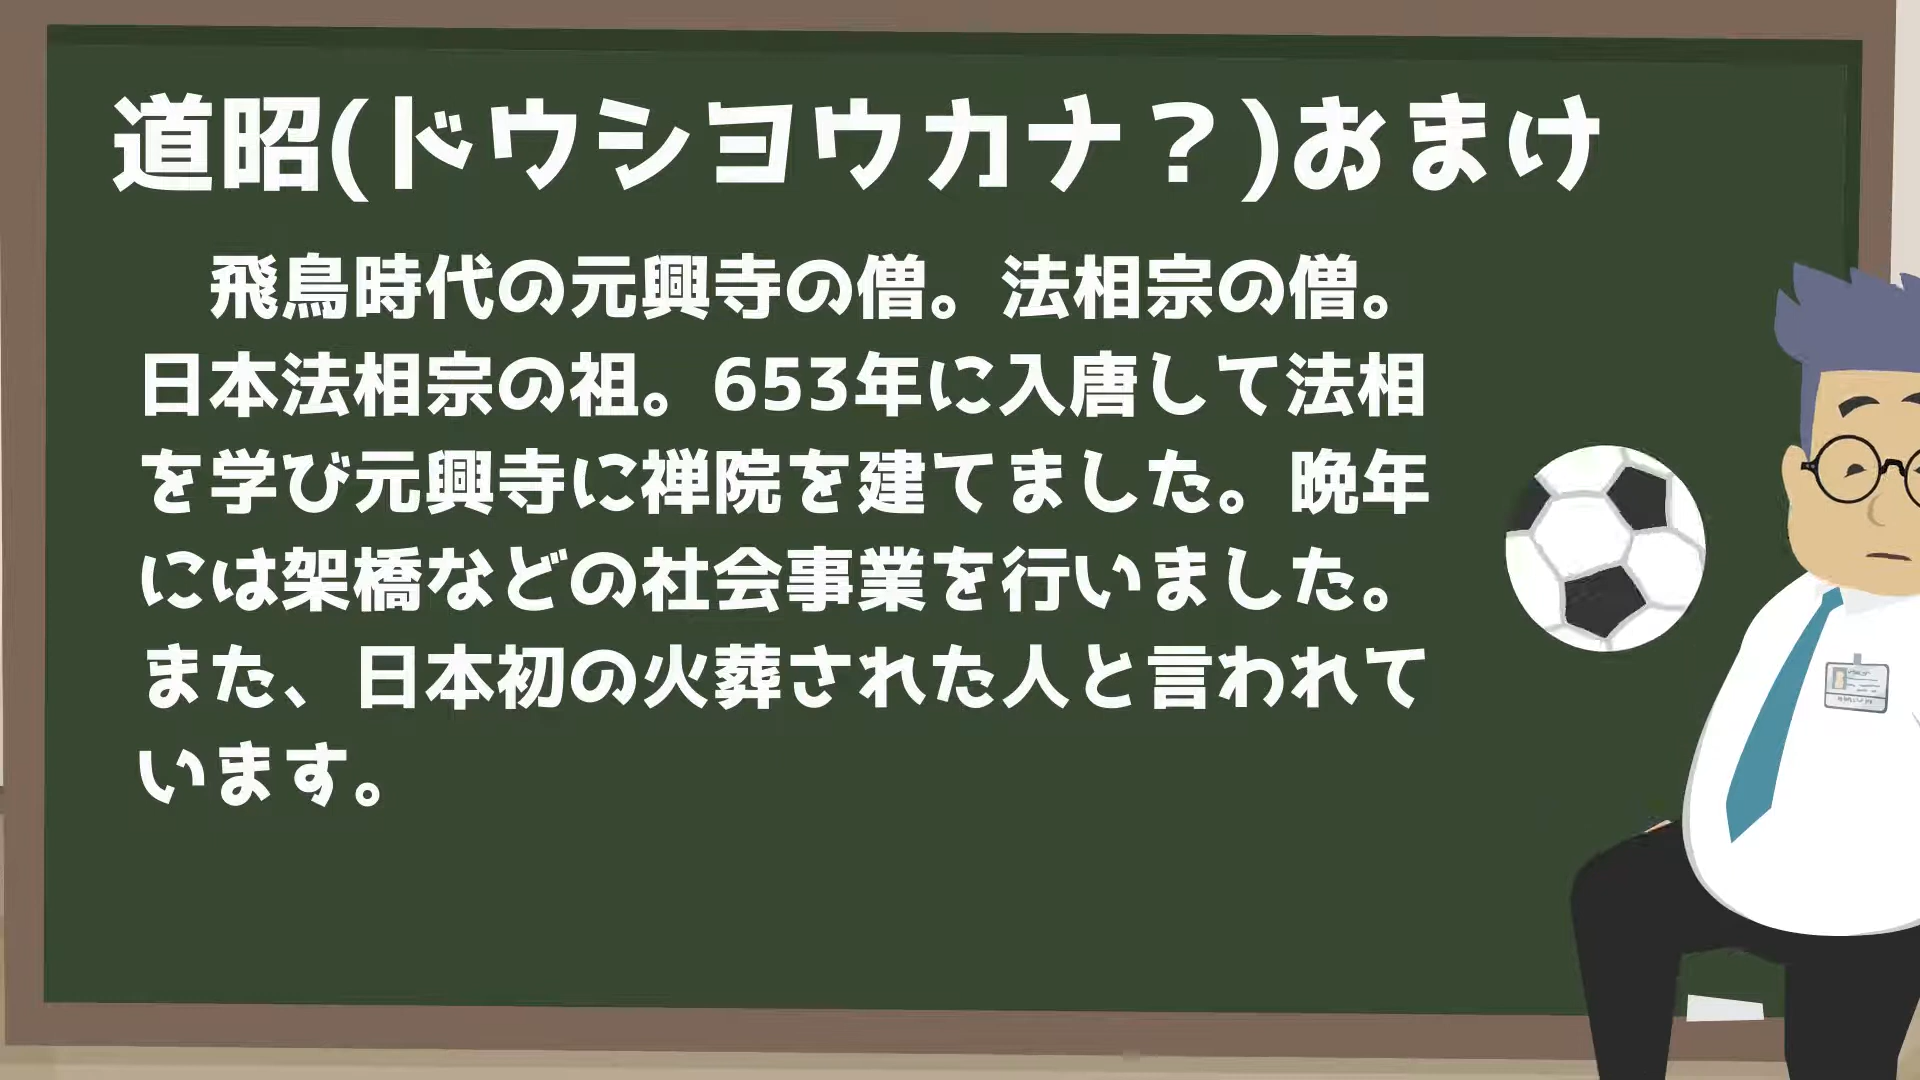 道昭(ドウシヨウカナ？)おまけ
飛鳥時代の元興寺の僧。法相宗の僧。
日本法相宗の祖。653年に入唐して法相
を学び元興寺に禅院を建てました。晩年
には架橋などの社会事業を行いました。
また、日本初の火葬された人と言われて
います。